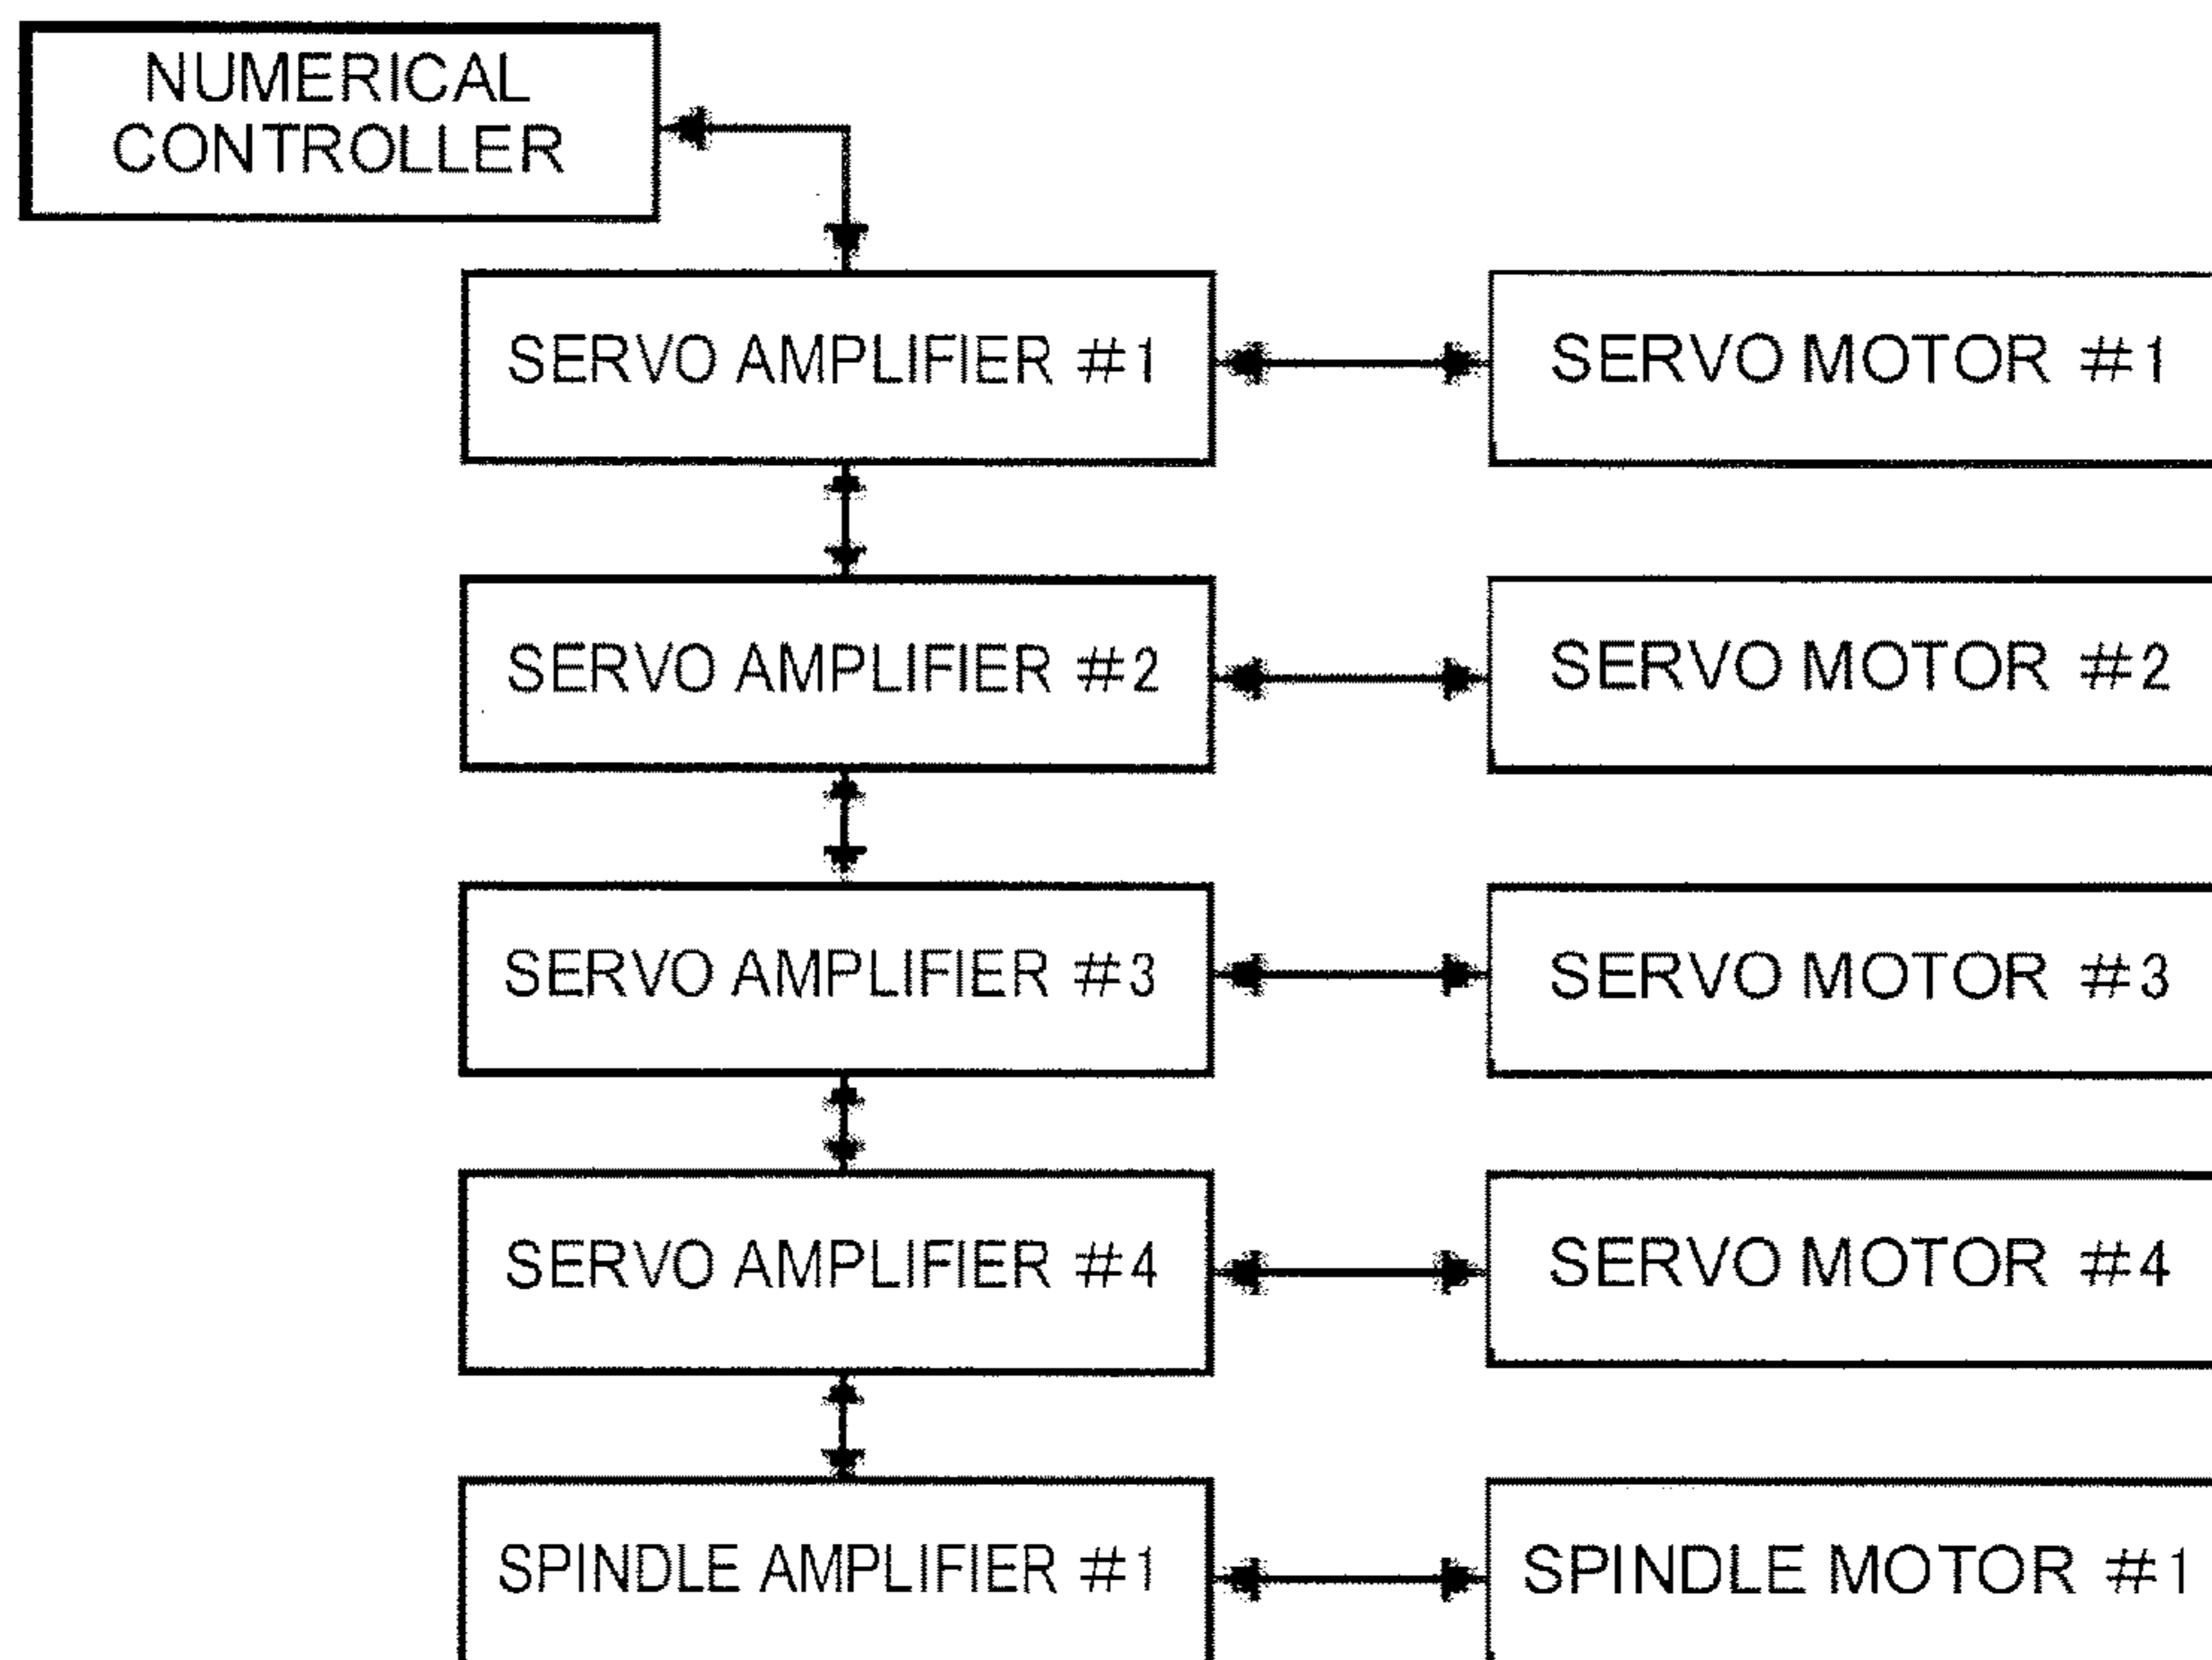 NUMERICAL
CONTROLLER
SERVO AMPLIFIER #1
SERVO MOTOR #1
SERVO AMPLIFIER #2
SERVO MOTOR #2
SERVO AMPLIFIER #3
SERVO MOTOR #3
SERVO AMPLIFIER #4
SERVO MOTOR #4
SPINDLE AMPLIFIER #1
SPINDLE MOTOR #1